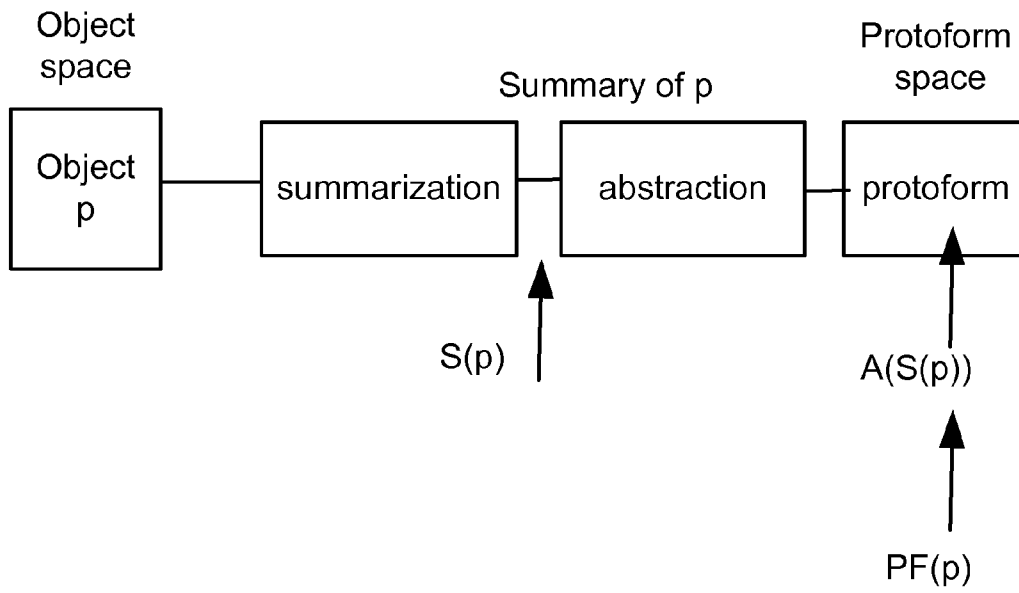 Object
space
Protoform
space
Summary of p
Object
p
summarization
abstraction
protoform
S(p)
A(S(p))
PF(p)